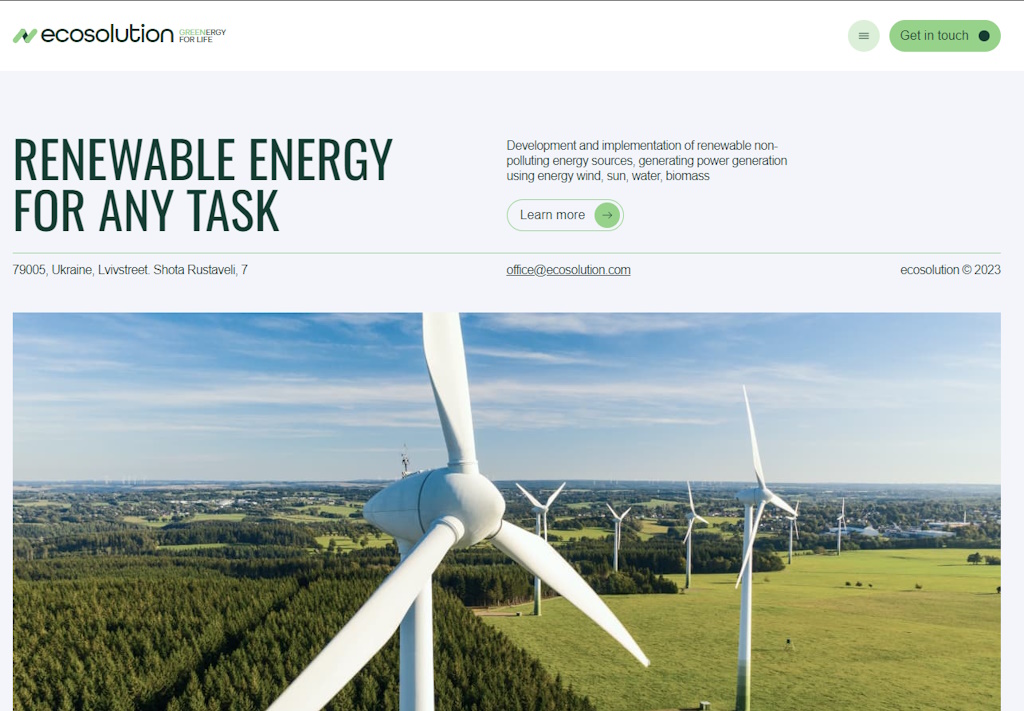 ecosolution
GREENERGY
FOR LIFE
Get in touch
RENEWABLE ENERGY
FOR ANY TASK
Development and implementation of renewable non-
polluting energy sources, generating power generation
using energy wind, sun, water, biomass
Learn more
79005, Ukraine, Lvivstreet. Shota Rustaveli, 7
office@ecosolution.com
ecosolution © 2023